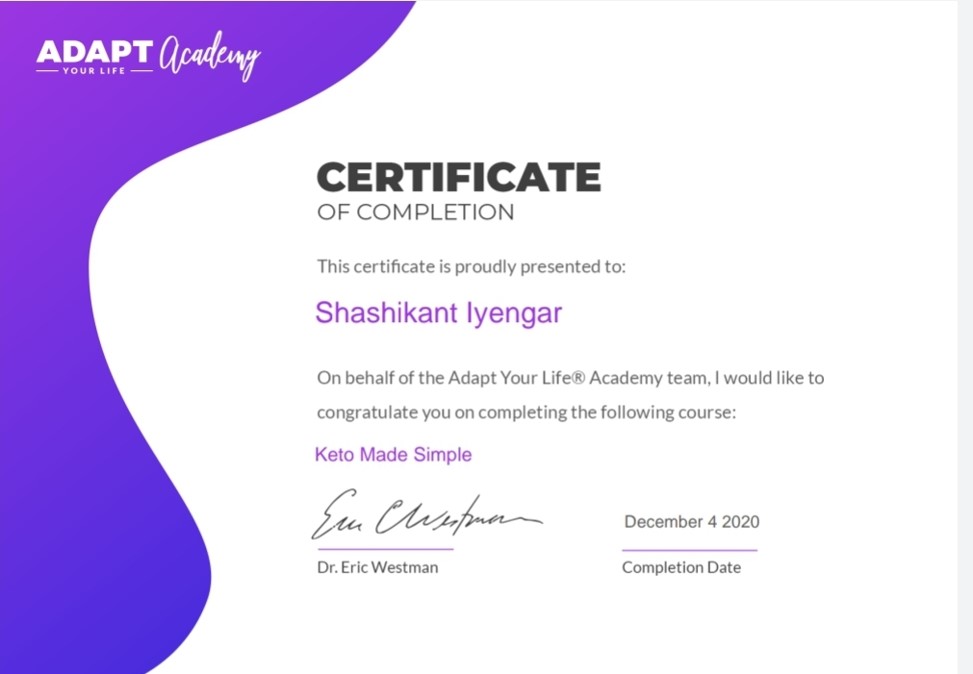 ADAPT Academy
YOUR LIFE
CERTIFICATE
OF COMPLETION
This certificate is proudly presented to:
Shashikant Iyengar
On behalf of the Adapt Your Life® Academy team, I would like to
congratulate you on completing the following course:
Keto Made Simple
Eric C Westman
December 4 2020
Dr. Eric Westman
Completion Date